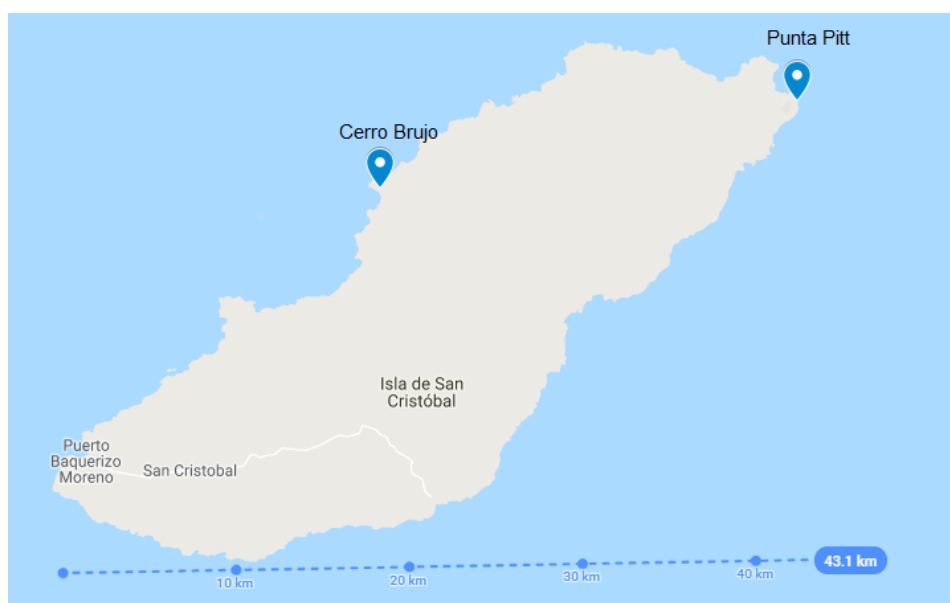 Punta Pitt
Cerro Brujo
Isla de San
Cristóbal
Puerto
Baquerizo
Moreno
San Cristobal
10 km
20 km
30 km
40 km
43.1 km